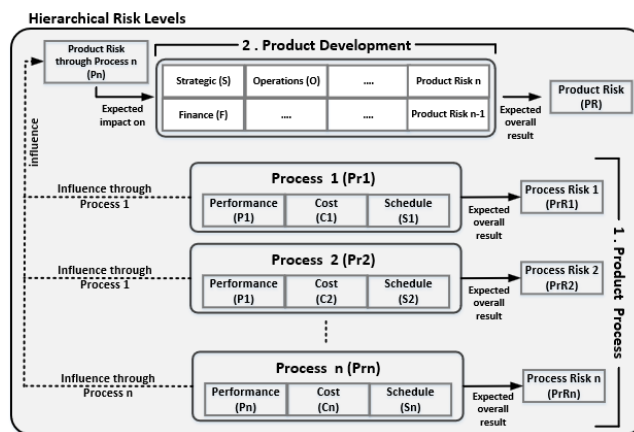 Hierarchical Risk Levels
Product Risk
through Process n
(Pn)
2 . Product Development
Strategic (S)
Operations (O)
....
Product Risk n
Finance (F)
....
....
Product Risk n-1
Expected
impact on
Expected
overall
result
Product Risk
(PR)
influence
Influence through
Process 1
Process 1 (Pr1)
Performance
(P1)
Cost
(C1)
Schedule
(S1)
Expected
overall
result
Process Risk 1
(PrR1)
Influence through
Process 1
Process 2 (Pr2)
Performance
(P1)
Cost
(C2)
Schedule
(S2)
Expected
overall
result
Process Risk 2
(PrR2)
Influence through
Process n
Process n (Prn)
Performance
(Pn)
Cost
(Cn)
Schedule
(Sn)
Expected
overall
result
Process Risk n
(PrRn)
1 . Product Process